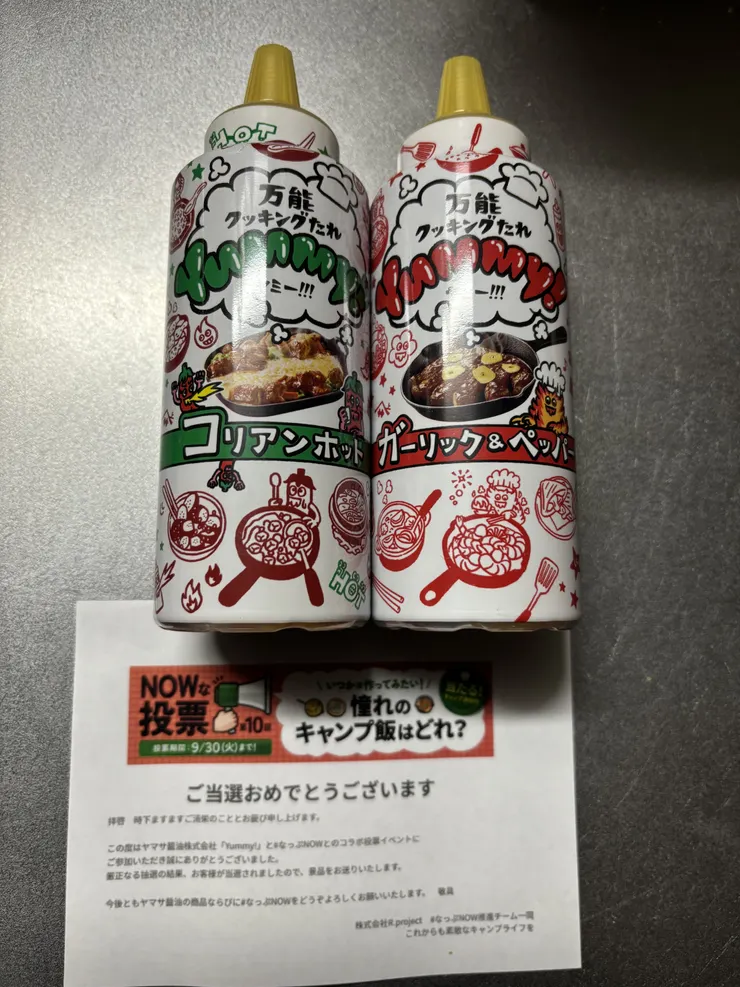 HOT
万能
クッキングたれ
Yummy!
ヤミー!!!
コリアンホット
HOT
万能
クッキングたれ
Yummy!
ヤミー!!!
ガーリック&ペッパー
NOWな
投票
第10回
投票期間:9/30(火)まで!
いつか作ってみたい!
憧れの
キャンプ飯はどれ?
当たる!
ご当選おめでとうございます
拝啓 時下ますますご清栄のこととお慶び申し上げます。
この度はヤマサ醤油株式会社「Yummy!」と#なっぷNOWとのコラボ投票イベントに
ご参加いただき誠にありがとうございました。
厳正なる抽選の結果、お客様が当選されましたので、景品をお送りいたします。
今後ともヤマサ醤油の商品ならびに#なっぷNOWをどうぞよろしくお願いいたします。 敬具
株式会社R.project #なっぷNOW推進チーム一同
これからも素敵なキャンプライフを